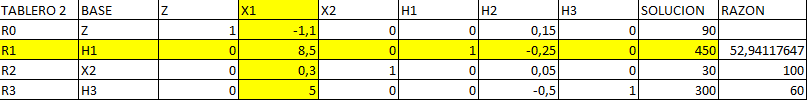 TABLERO 2 BASE Z X1 X2 H1 H2 H3 SOLUCION RAZON
R0 Z 1 -1,1 0 0 0,15 0 90
R1 H1 0 8,5 0 1 -0,25 0 450 52,94117647
R2 X2 0 0,3 1 0 0,05 0 30 100
R3 H3 0 5 0 0 -0,5 1 300 60